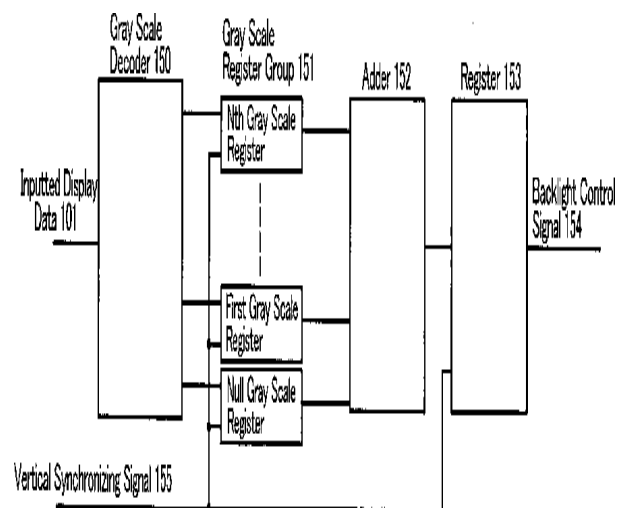 Gray Scale
Decoder 150
Gray Scale
Register Group 151
Adder 152
Register 153
Nth Gray Scale
Register
Inputted Display
Data 101
Backlight Control
Signal 154
First Gray Scale
Register
Null Gray Scale
Register
Vertical Synchronizing Signal 155